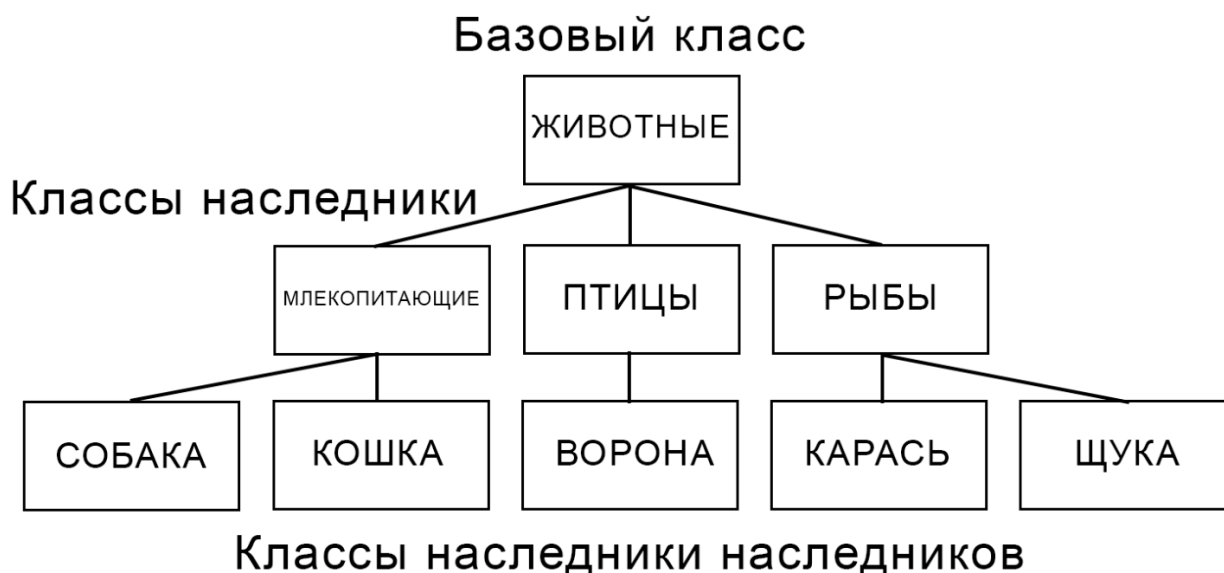 Базовый класс
ЖИВОТНЫЕ
Классы наследники
МЛЕКОПИТАЮЩИЕ
ПТИЦЫ
РЫБЫ
СОБАКА
КОШКА
ВОРОНА
КАРАСЬ
ЩУКА
Классы наследники наследников